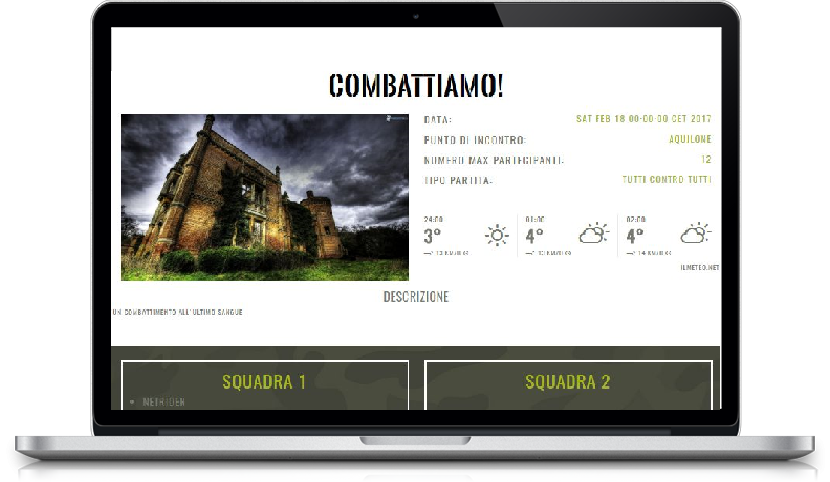 COMBATTIAMO!
DATA: SAT FEB 18 00:00:00 CET 2017
PUNTO DI INCONTRO: AQUILONE
NUMERO MAX PARTECIPANTI: 12
TIPO PARTITA: TUTTI CONTRO TUTTI
24:00 01:00 02:00
3° 4° 4°
ILMETEO.NET
DESCRIZIONE
UN COMBATTIMENTO ALL'ULTIMO SANGUE
SQUADRA 1 SQUADRA 2
NETRIDER